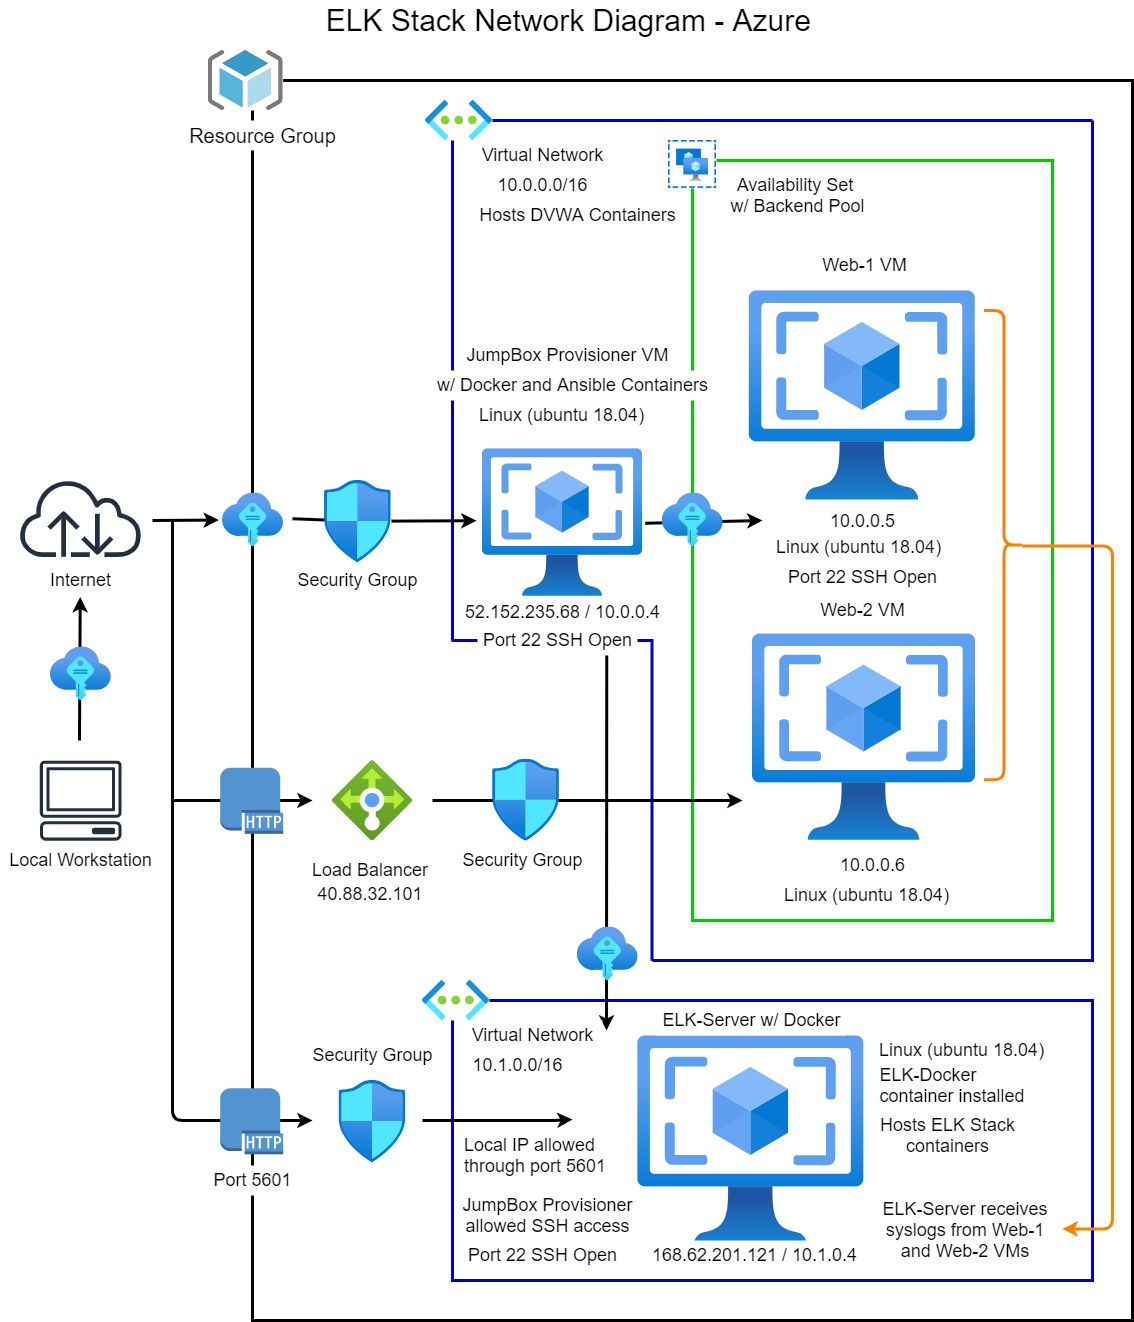 ELK Stack Network Diagram - Azure
Resource Group
Virtual Network
10.0.0.0/16
Hosts DVWA Containers
Availability Set
w/ Backend Pool
Web-1 VM
JumpBox Provisioner VM
w/ Docker and Ansible Containers
Linux (ubuntu 18.04)
10.0.0.5
Linux (ubuntu 18.04)
Port 22 SSH Open
Internet
Security Group
52.152.235.68 / 10.0.0.4
Port 22 SSH Open
Web-2 VM
HTTP
Local Workstation
Load Balancer
40.88.32.101
Security Group
10.0.0.6
Linux (ubuntu 18.04)
Virtual Network
10.1.0.0/16
ELK-Server w/ Docker
Security Group
Linux (ubuntu 18.04)
ELK-Docker
container installed
Hosts ELK Stack
containers
HTTP
Port 5601
Local IP allowed
through port 5601
JumpBox Provisioner
allowed SSH access
Port 22 SSH Open
168.62.201.121 / 10.1.0.4
ELK-Server receives
syslogs from Web-1
and Web-2 VMs